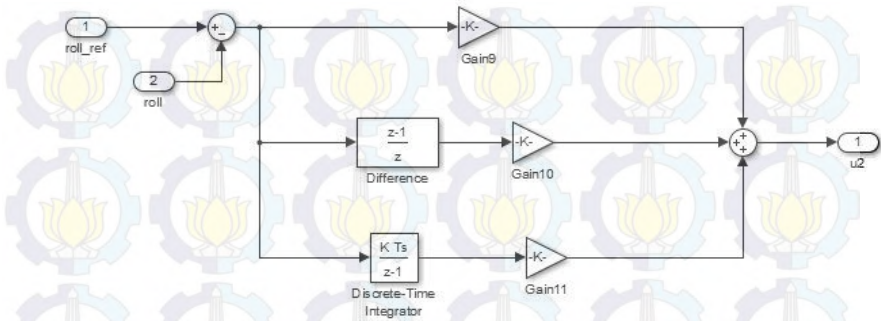 1
roll_ref
+
-
2
roll
-K-
Gain9
z-1
z
Difference
-K-
Gain10
+
+
+
1
u2
K Ts
z-1
Discrete-Time
Integrator
-K-
Gain11